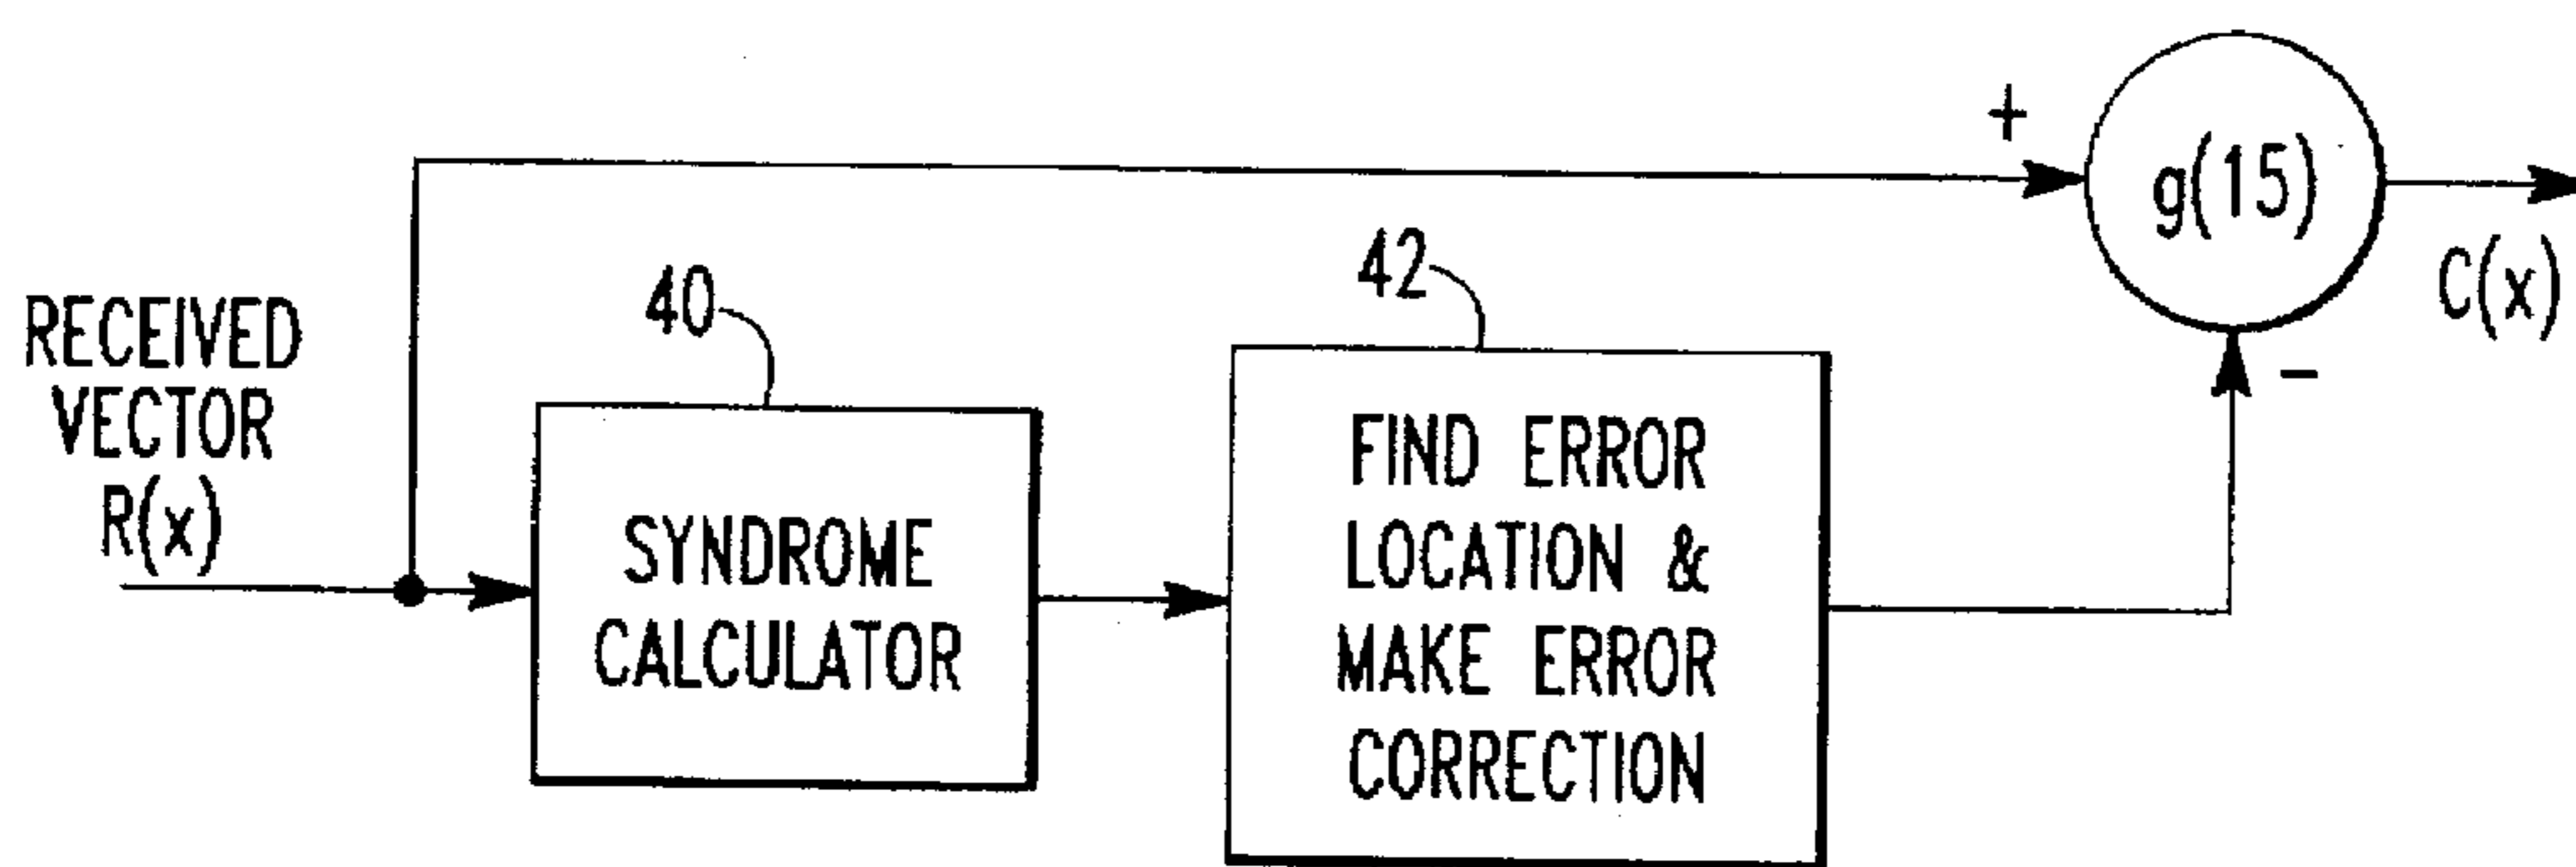 RECEIVED
VECTOR
R(x)
40
SYNDROME
CALCULATOR
42
FIND ERROR
LOCATION &
MAKE ERROR
CORRECTION
+
g(15)
-
C(x)